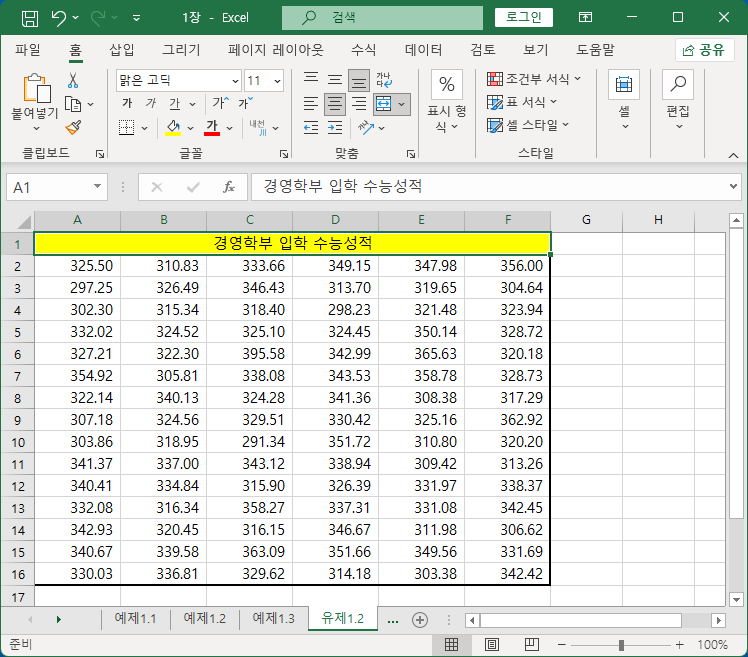 1장 - Excel
검색
로그인
파일 홈 삽입 그리기 페이지 레이아웃 수식 데이터 검토 보기 도움말 공유
붙여넣기
클립보드
맑은 고딕 11
가 가 가 가 가
가 내천
글꼴
가나
맞춤
%
표시 형
식
조건부 서식
표 서식
셀 스타일
스타일
셀
편집
A1 fx 경영학부 입학 수능성적
A B C D E F G H
1 경영학부 입학 수능성적
2 325.50 310.83 333.66 349.15 347.98 356.00
3 297.25 326.49 346.43 313.70 319.65 304.64
4 302.30 315.34 318.40 298.23 321.48 323.94
5 332.02 324.52 325.10 324.45 350.14 328.72
6 327.21 322.30 395.58 342.99 365.63 320.18
7 354.92 305.81 338.08 343.53 358.78 328.73
8 322.14 340.13 324.28 341.36 308.38 317.29
9 307.18 324.56 329.51 330.42 325.16 362.92
10 303.86 318.95 291.34 351.72 310.80 320.20
11 341.37 337.00 343.12 338.94 309.42 313.26
12 340.41 334.84 315.90 326.39 331.97 338.37
13 332.08 316.34 358.27 337.31 331.08 342.45
14 342.93 320.45 316.15 346.67 311.98 306.62
15 340.67 339.58 363.09 351.66 349.56 331.69
16 330.03 336.81 329.62 314.18 303.38 342.42
17
예제1.1 예제1.2 예제1.3 유제1.2 ...
준비 100%